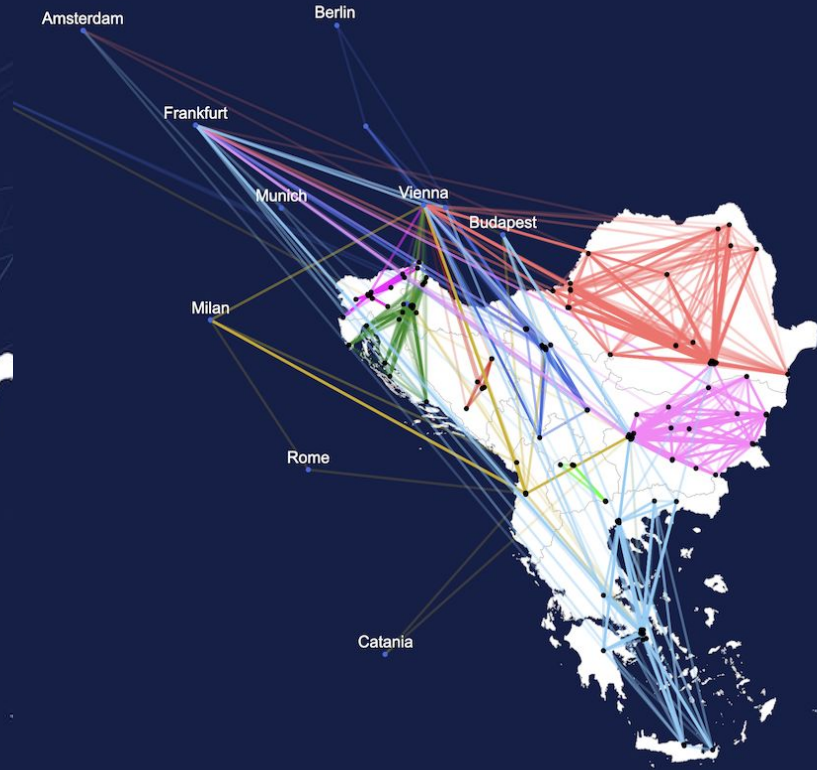 Berlin
Amsterdam
Frankfurt
Vienna
Munich
Budapest
Milan
Rome
Catania